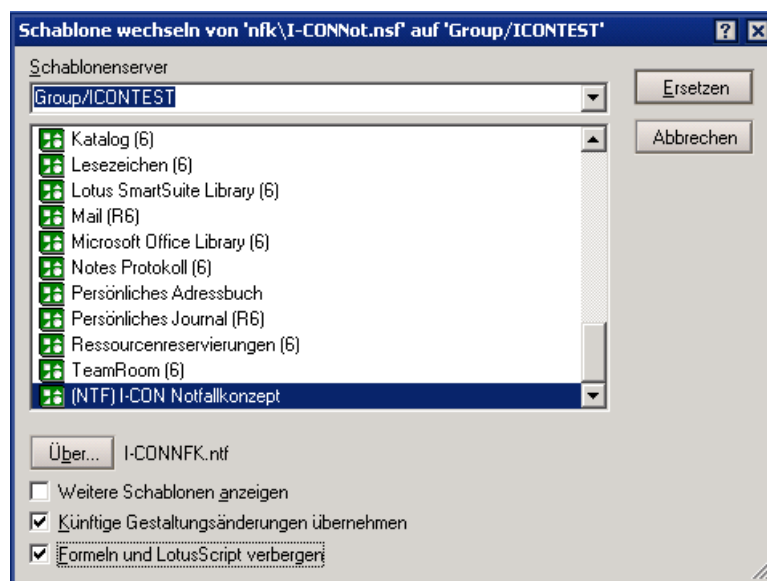 Schablone wechseln von 'nfk\I-CONNot.nsf' auf 'Group/ICONTEST'
Schablonenserver
Group/ICONTEST
Ersetzen
Abbrechen
Katalog (6)
Lesezeichen (6)
Lotus SmartSuite Library (6)
Mail (R6)
Microsoft Office Library (6)
Notes Protokoll (6)
Persönliches Adressbuch
Persönliches Journal (R6)
Ressourcenreservierungen (6)
TeamRoom (6)
(NTF) I-CON Notfallkonzept
Über... I-CONNFK.ntf
Weitere Schablonen anzeigen
Künftige Gestaltungsänderungen übernehmen
Formeln und LotusScript verbergen